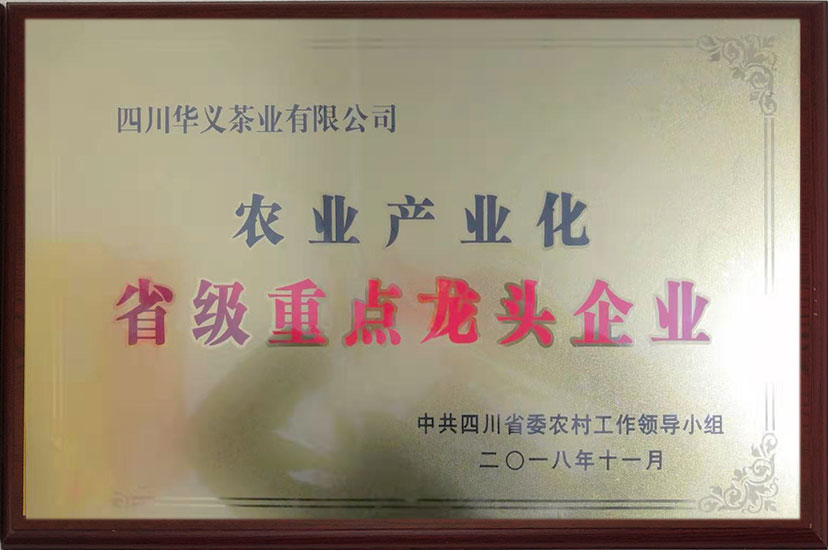 四川华义茶业有限公司
农业产业化
省级重点龙头企业
中共四川省委农村工作领导小组
二〇一八年十一月